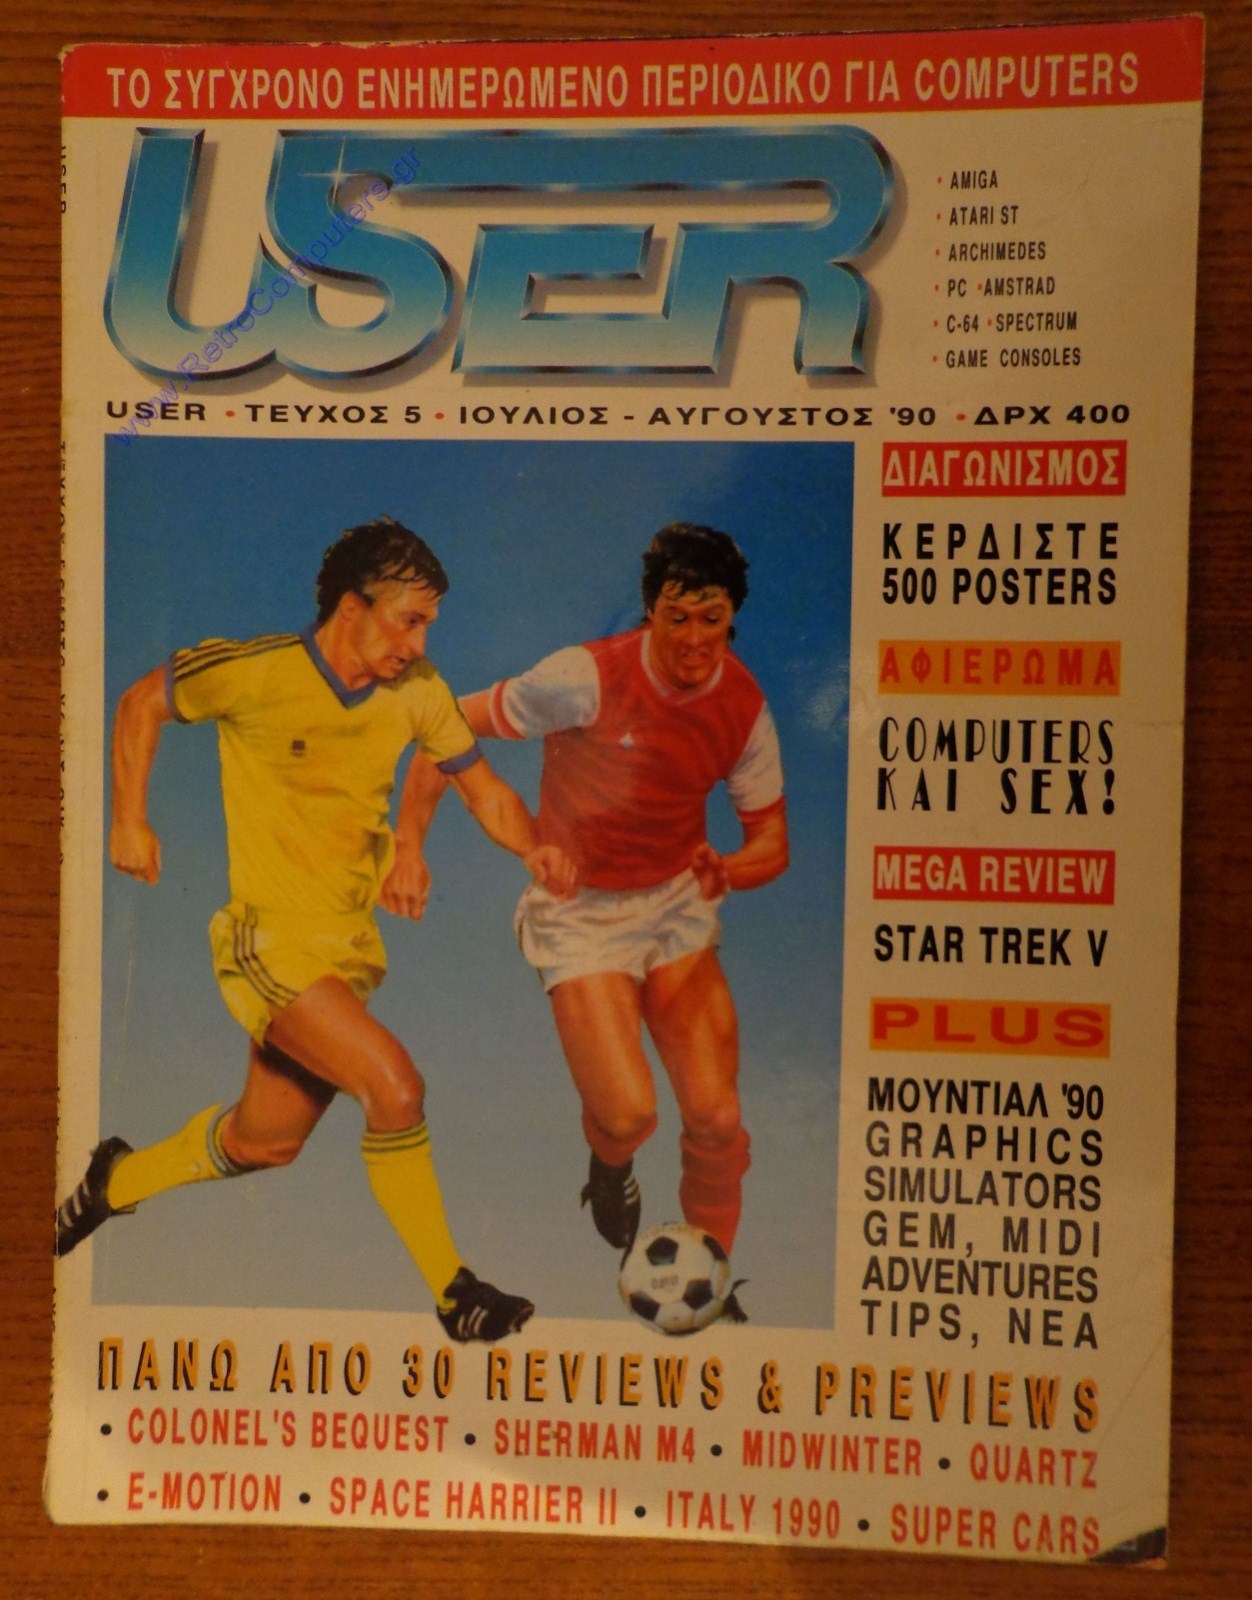 ΤΟ ΣΥΓΧΡΟΝΟ ΕΝΗΜΕΡΩΜΕΝΟ ΠΕΡΙΟΔΙΚΟ ΓΙΑ COMPUTERS
USER
www.RetroComputers.gr
• AMIGA
• ATARI ST
• ARCHIMEDES
• PC • AMSTRAD
• C-64 • SPECTRUM
• GAME CONSOLES
USER • ΤΕΥΧΟΣ 5 • ΙΟΥΛΙΟΣ - ΑΥΓΟΥΣΤΟΣ '90 • ΔΡΧ 400
ΔΙΑΓΩΝΙΣΜΟΣ
ΚΕΡΔΙΣΤΕ
500 POSTERS
ΑΦΙΕΡΩΜΑ
COMPUTERS
ΚΑΙ SEX!
MEGA REVIEW
STAR TREK V
PLUS
ΜΟΥΝΤΙΑΛ '90
GRAPHICS
SIMULATORS
GEM, MIDI
ADVENTURES
TIPS, ΝΕΑ
ΠΑΝΩ ΑΠΟ 30 REVIEWS & PREVIEWS
• COLONEL'S BEQUEST • SHERMAN M4 • MIDWINTER • QUARTZ
• E-MOTION • SPACE HARRIER II • ITALY 1990 • SUPER CARS